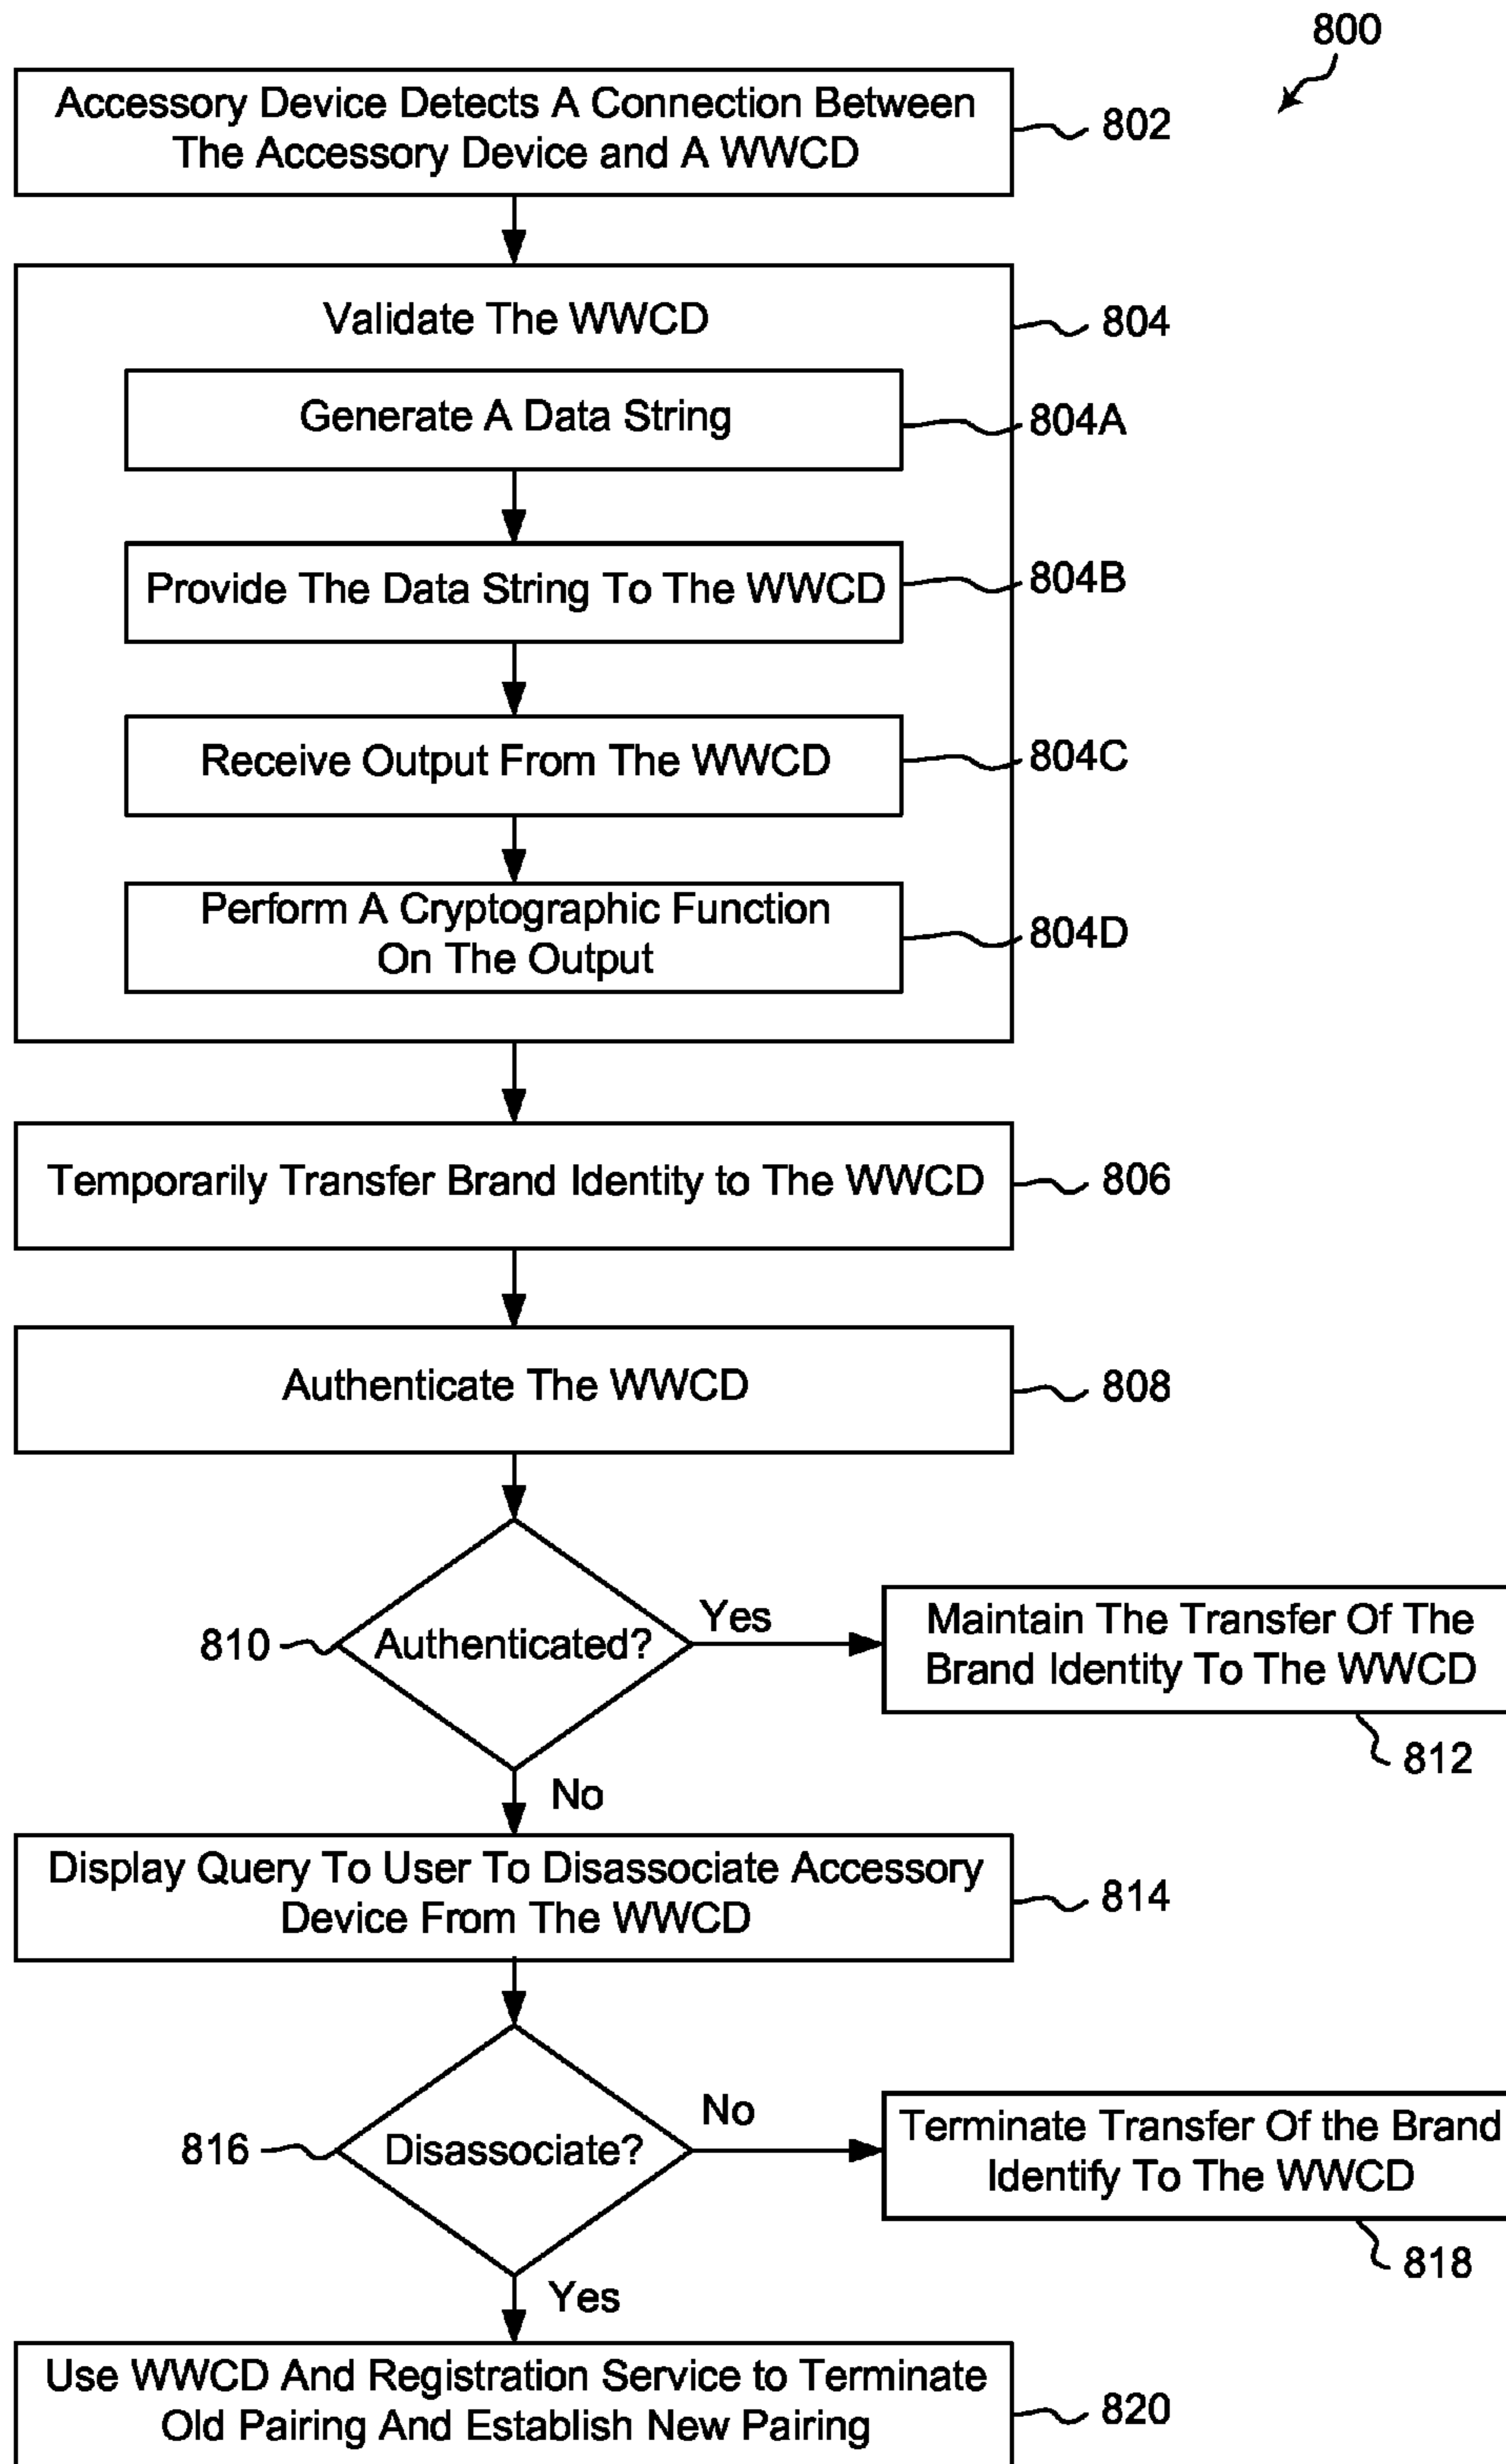 800
Accessory Device Detects A Connection Between
The Accessory Device and A WWCD
802
Validate The WWCD
804
Generate A Data String
804A
Provide The Data String To The WWCD
804B
Receive Output From The WWCD
804C
Perform A Cryptographic Function
On The Output
804D
Temporarily Transfer Brand Identity to The WWCD
806
Authenticate The WWCD
808
810
Authenticated?
Yes
Maintain The Transfer Of The
Brand Identity To The WWCD
812
No
Display Query To User To Disassociate Accessory
Device From The WWCD
814
816
Disassociate?
No
Terminate Transfer Of the Brand
Identify To The WWCD
818
Yes
Use WWCD And Registration Service to Terminate
Old Pairing And Establish New Pairing
820